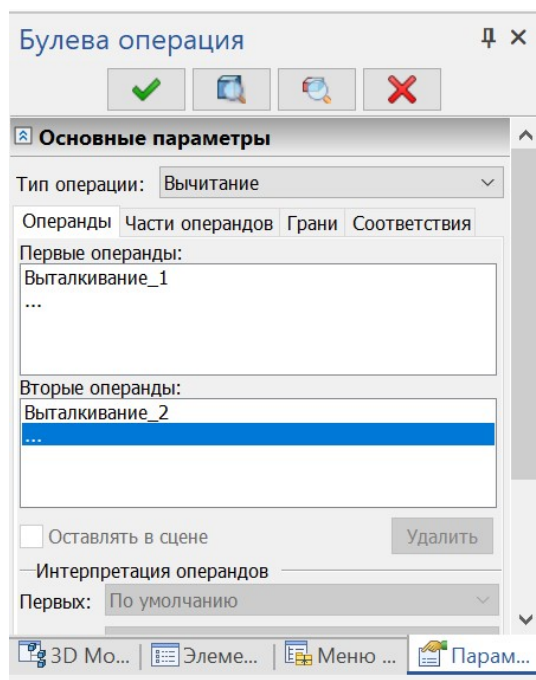 Булева операция
Основные параметры
Тип операции: Вычитание
Операнды Части операндов Грани Соответствия
Первые операнды:
Выталкивание_1
...
Вторые операнды:
Выталкивание_2
...
Оставлять в сцене Удалить
Интерпретация операндов
Первых: По умолчанию
3D Мо... Элеме... Меню ... Парам...